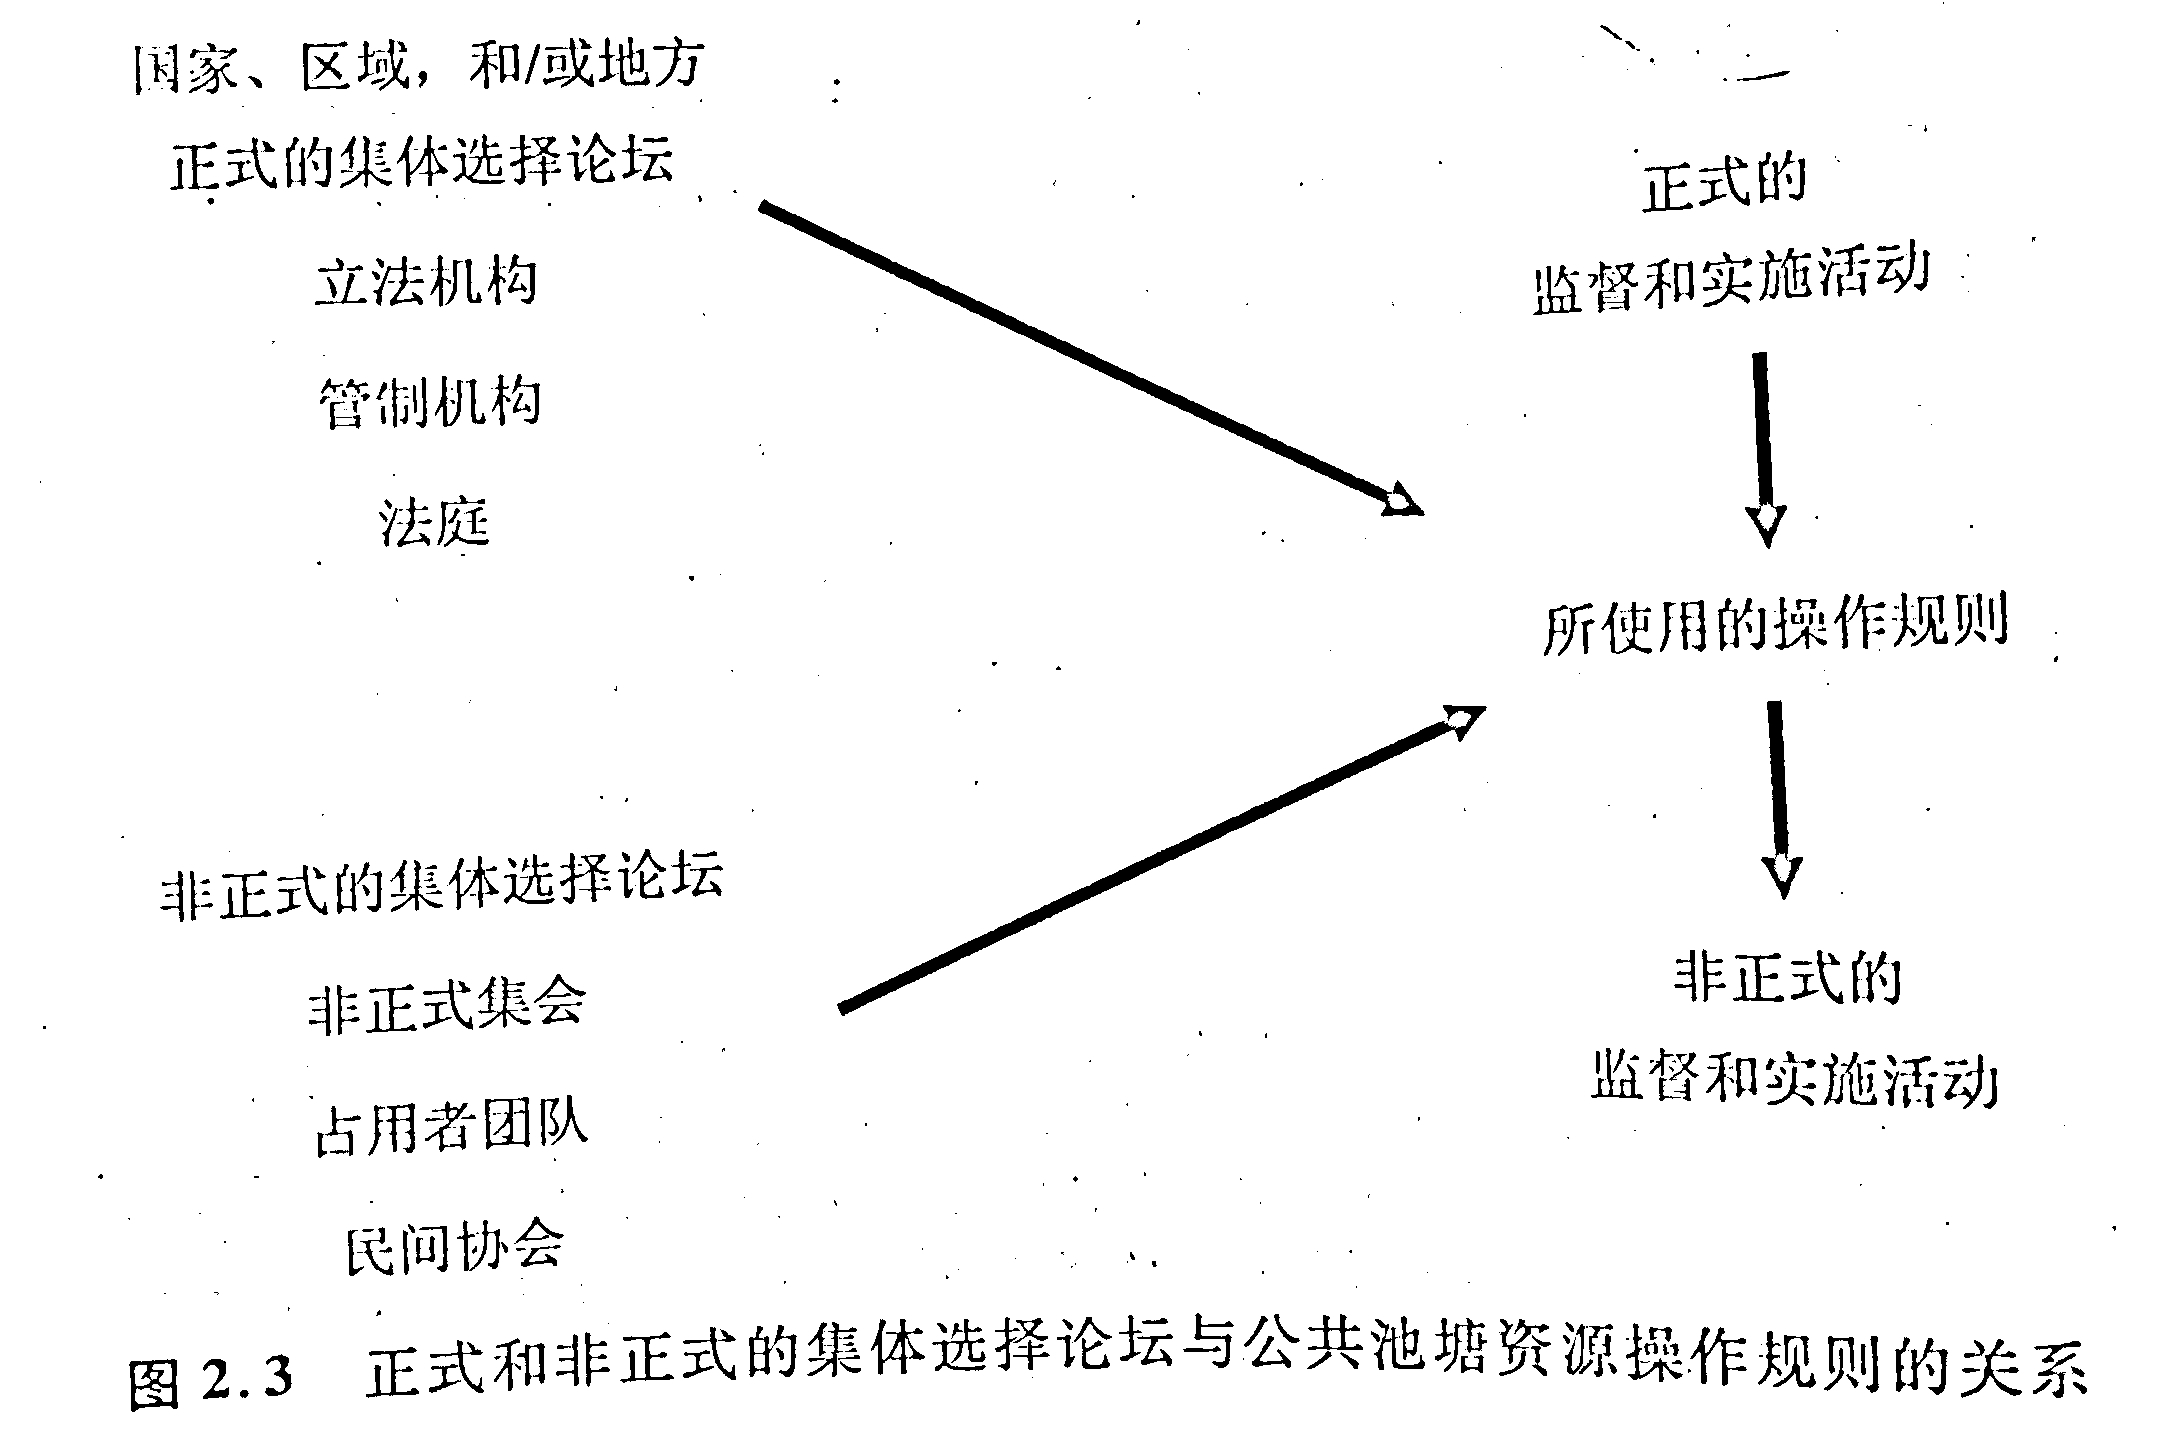 国家、区域，和/或地方
正式的集体选择论坛
立法机构
管制机构
法庭
正式的
监督和实施活动
所使用的操作规则
非正式的集体选择论坛
非正式集会
占用者团队
民间协会
非正式的
监督和实施活动
图 2.3 正式和非正式的集体选择论坛与公共池塘资源操作规则的关系